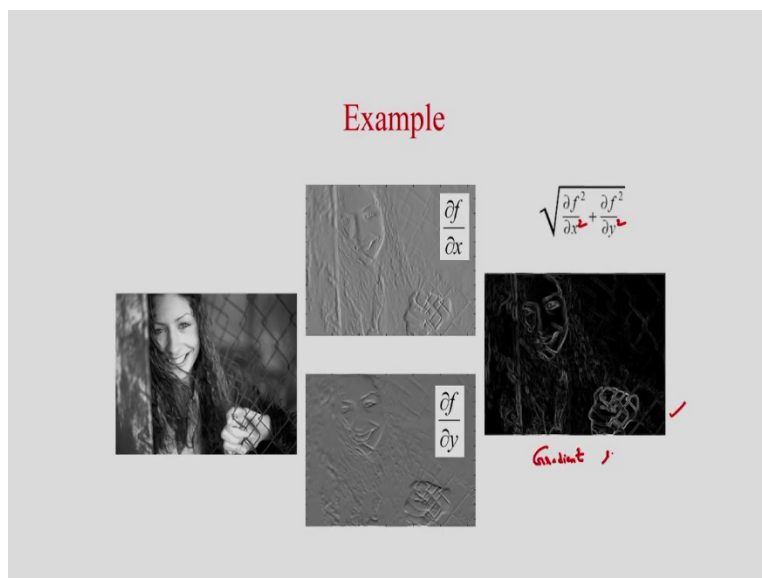 Example
∂f
∂x
√ ∂f² / ∂x² + ∂f² / ∂y²
∂f
∂y
Gradient